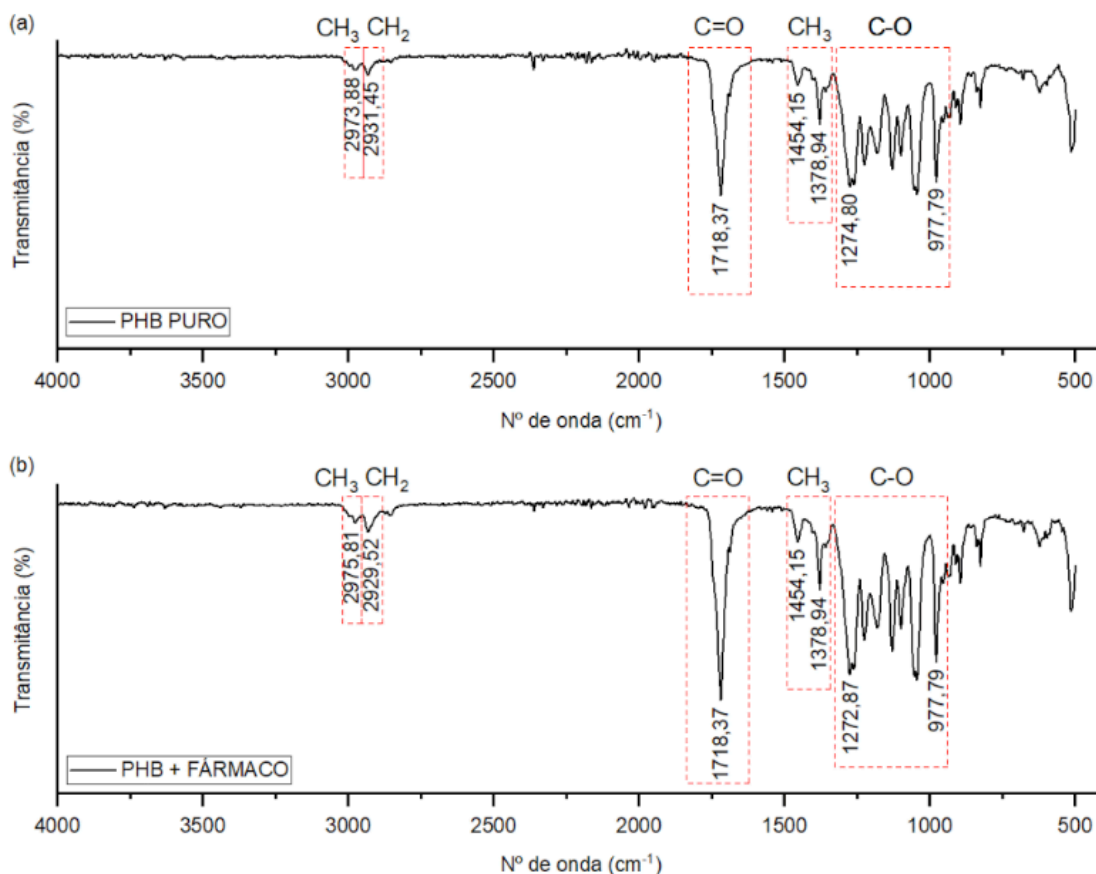 (a)
CH₃ CH₂ C=O CH₃ C-O
Transmitância (%)
2973,88
2931,45
1718,37
1454,15
1378,94
1274,80
977,79
PHB PURO
4000 3500 3000 2500 2000 1500 1000 500
Nº de onda (cm⁻¹)
(b)
CH₃ CH₂ C=O CH₃ C-O
Transmitância (%)
2975,81
2929,52
1718,37
1454,15
1378,94
1272,87
977,79
PHB + FÁRMACO
4000 3500 3000 2500 2000 1500 1000 500
Nº de onda (cm⁻¹)